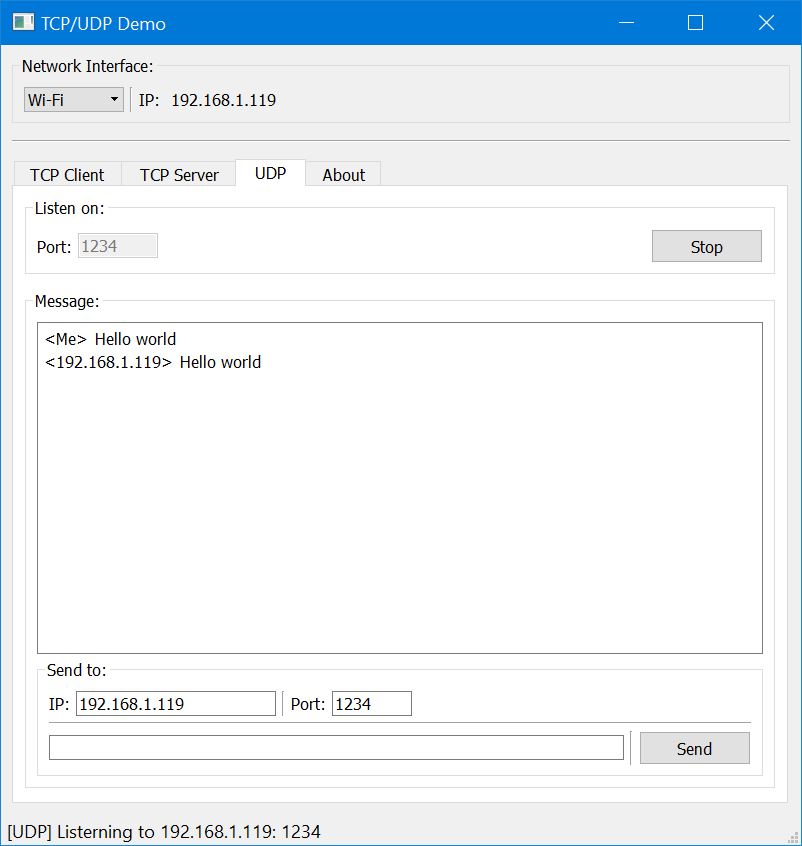 TCP/UDP Demo
Network Interface:
Wi-Fi IP: 192.168.1.119
TCP Client TCP Server UDP About
Listen on:
Port: 1234 Stop
Message:
<Me> Hello world
<192.168.1.119> Hello world
Send to:
IP: 192.168.1.119 Port: 1234
Send
[UDP] Listerning to 192.168.1.119: 1234